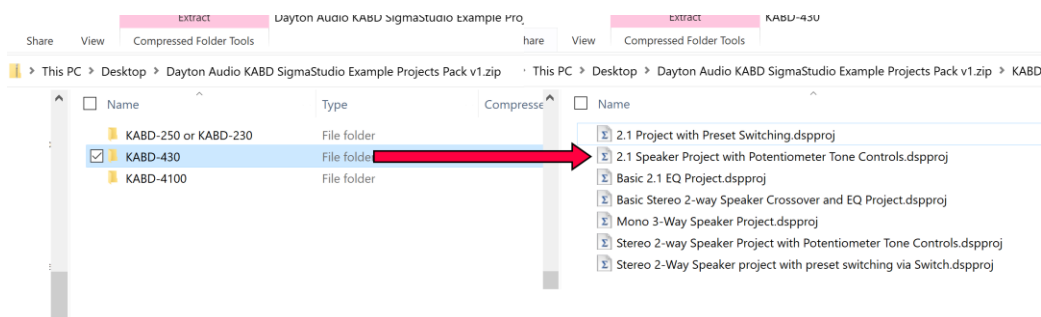 Extract Dayton Audio KABD SigmaStudio Example Proj
Share View Compressed Folder Tools
This PC > Desktop > Dayton Audio KABD SigmaStudio Example Projects Pack v1.zip
Name Type Compresse
KABD-250 or KABD-230 File folder
KABD-430 File folder
KABD-4100 File folder
Extract KABD-430
hare View Compressed Folder Tools
This PC > Desktop > Dayton Audio KABD SigmaStudio Example Projects Pack v1.zip > KABD
Name
2.1 Project with Preset Switching.dspproj
2.1 Speaker Project with Potentiometer Tone Controls.dspproj
Basic 2.1 EQ Project.dspproj
Basic Stereo 2-way Speaker Crossover and EQ Project.dspproj
Mono 3-Way Speaker Project.dspproj
Stereo 2-way Speaker Project with Potentiometer Tone Controls.dspproj
Stereo 2-Way Speaker project with preset switching via Switch.dspproj